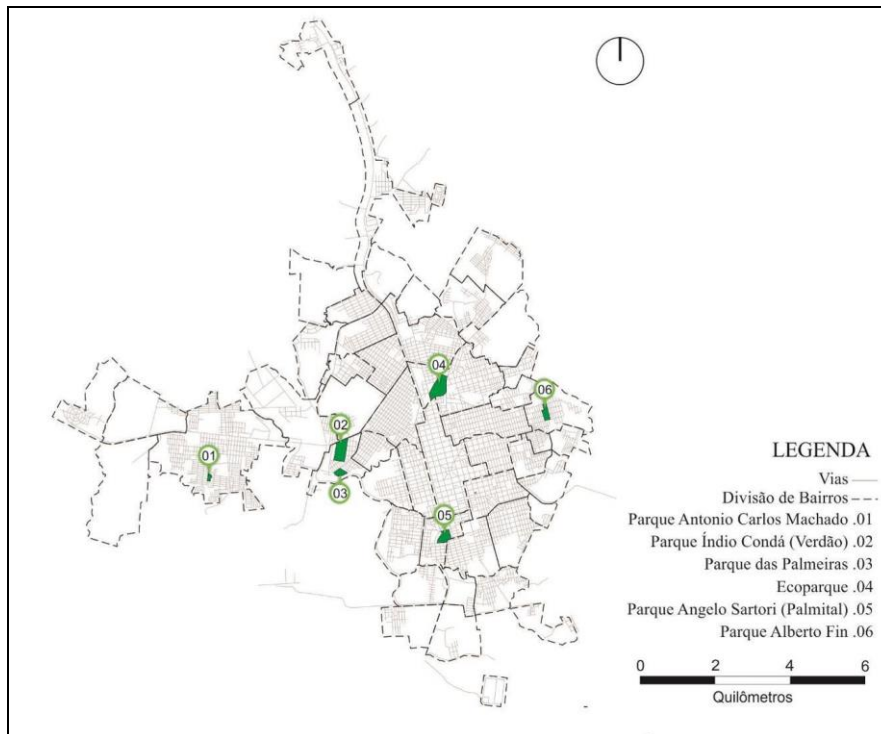 04
06
02
01
03
05
LEGENDA
Vias
Divisão de Bairros
Parque Antonio Carlos Machado .01
Parque Índio Condá (Verdão) .02
Parque das Palmeiras .03
Ecoparque .04
Parque Angelo Sartori (Palmital) .05
Parque Alberto Fin .06
0 2 4 6
Quilômetros